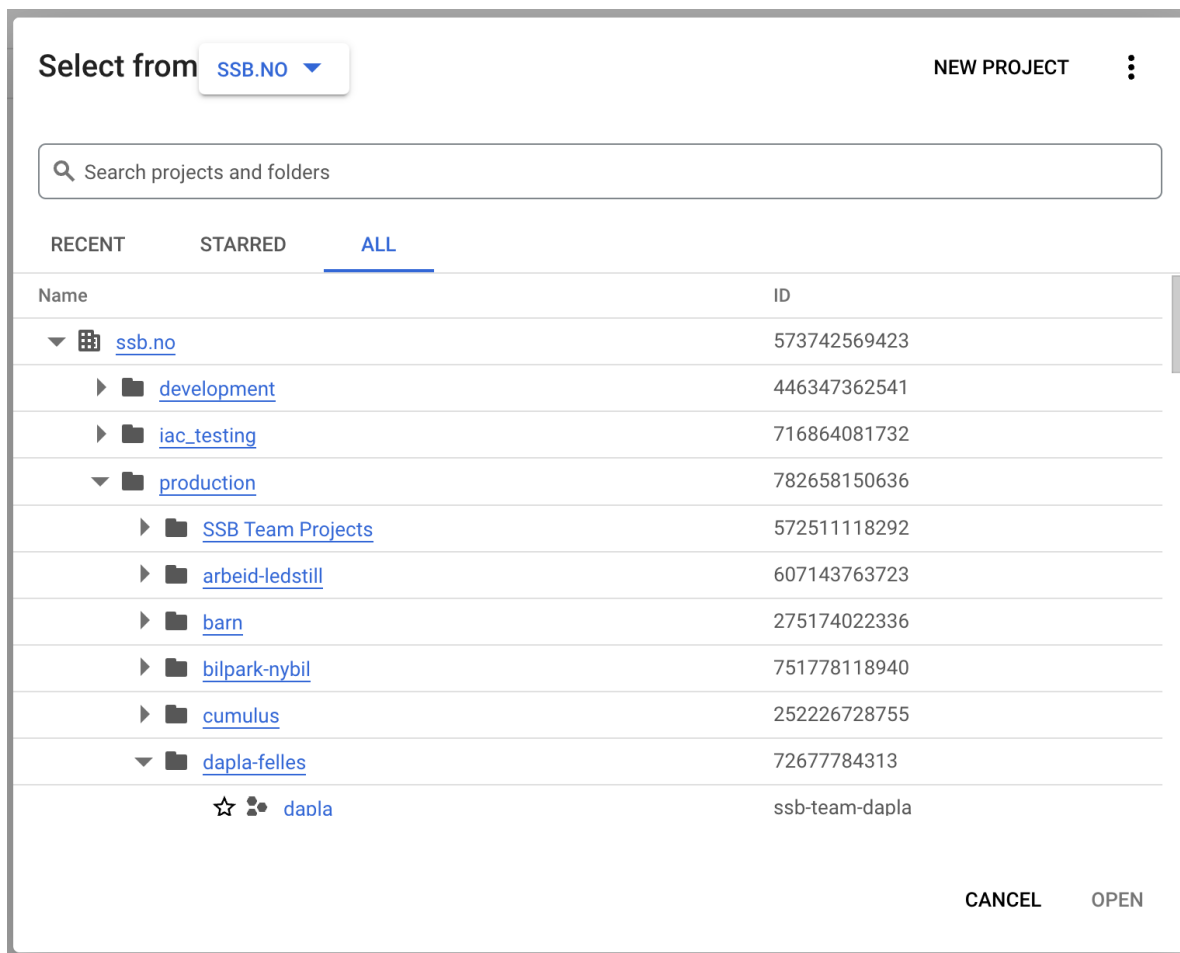 Select from SSB.NO NEW PROJECT
Search projects and folders
RECENT STARRED ALL
Name ID
ssb.no 573742569423
development 446347362541
iac_testing 716864081732
production 782658150636
SSB Team Projects 572511118292
arbeid-ledstill 607143763723
barn 275174022336
bilpark-nybil 751778118940
cumulus 252226728755
dapla-felles 72677784313
dapla ssb-team-dapla
CANCEL OPEN